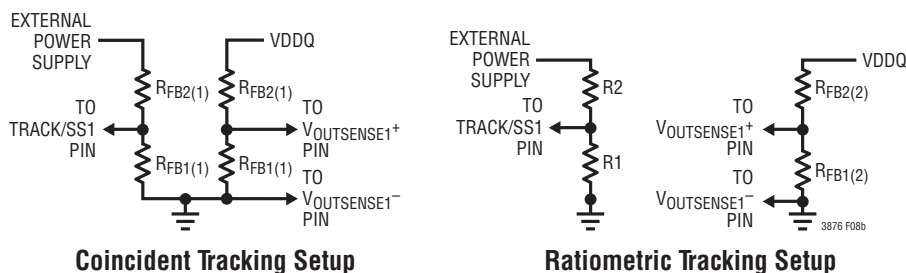 EXTERNAL
POWER
SUPPLY
VDDQ
RFB2(1)
RFB2(1)
TO
TRACK/SS1
PIN
TO
VOUTSENSE1+
PIN
RFB1(1)
RFB1(1)
TO
VOUTSENSE1–
PIN
Coincident Tracking Setup
EXTERNAL
POWER
SUPPLY
R2
TO
TRACK/SS1
PIN
R1
VDDQ
RFB2(2)
TO
VOUTSENSE1+
PIN
RFB1(2)
TO
VOUTSENSE1–
PIN
3876 F08b
Ratiometric Tracking Setup